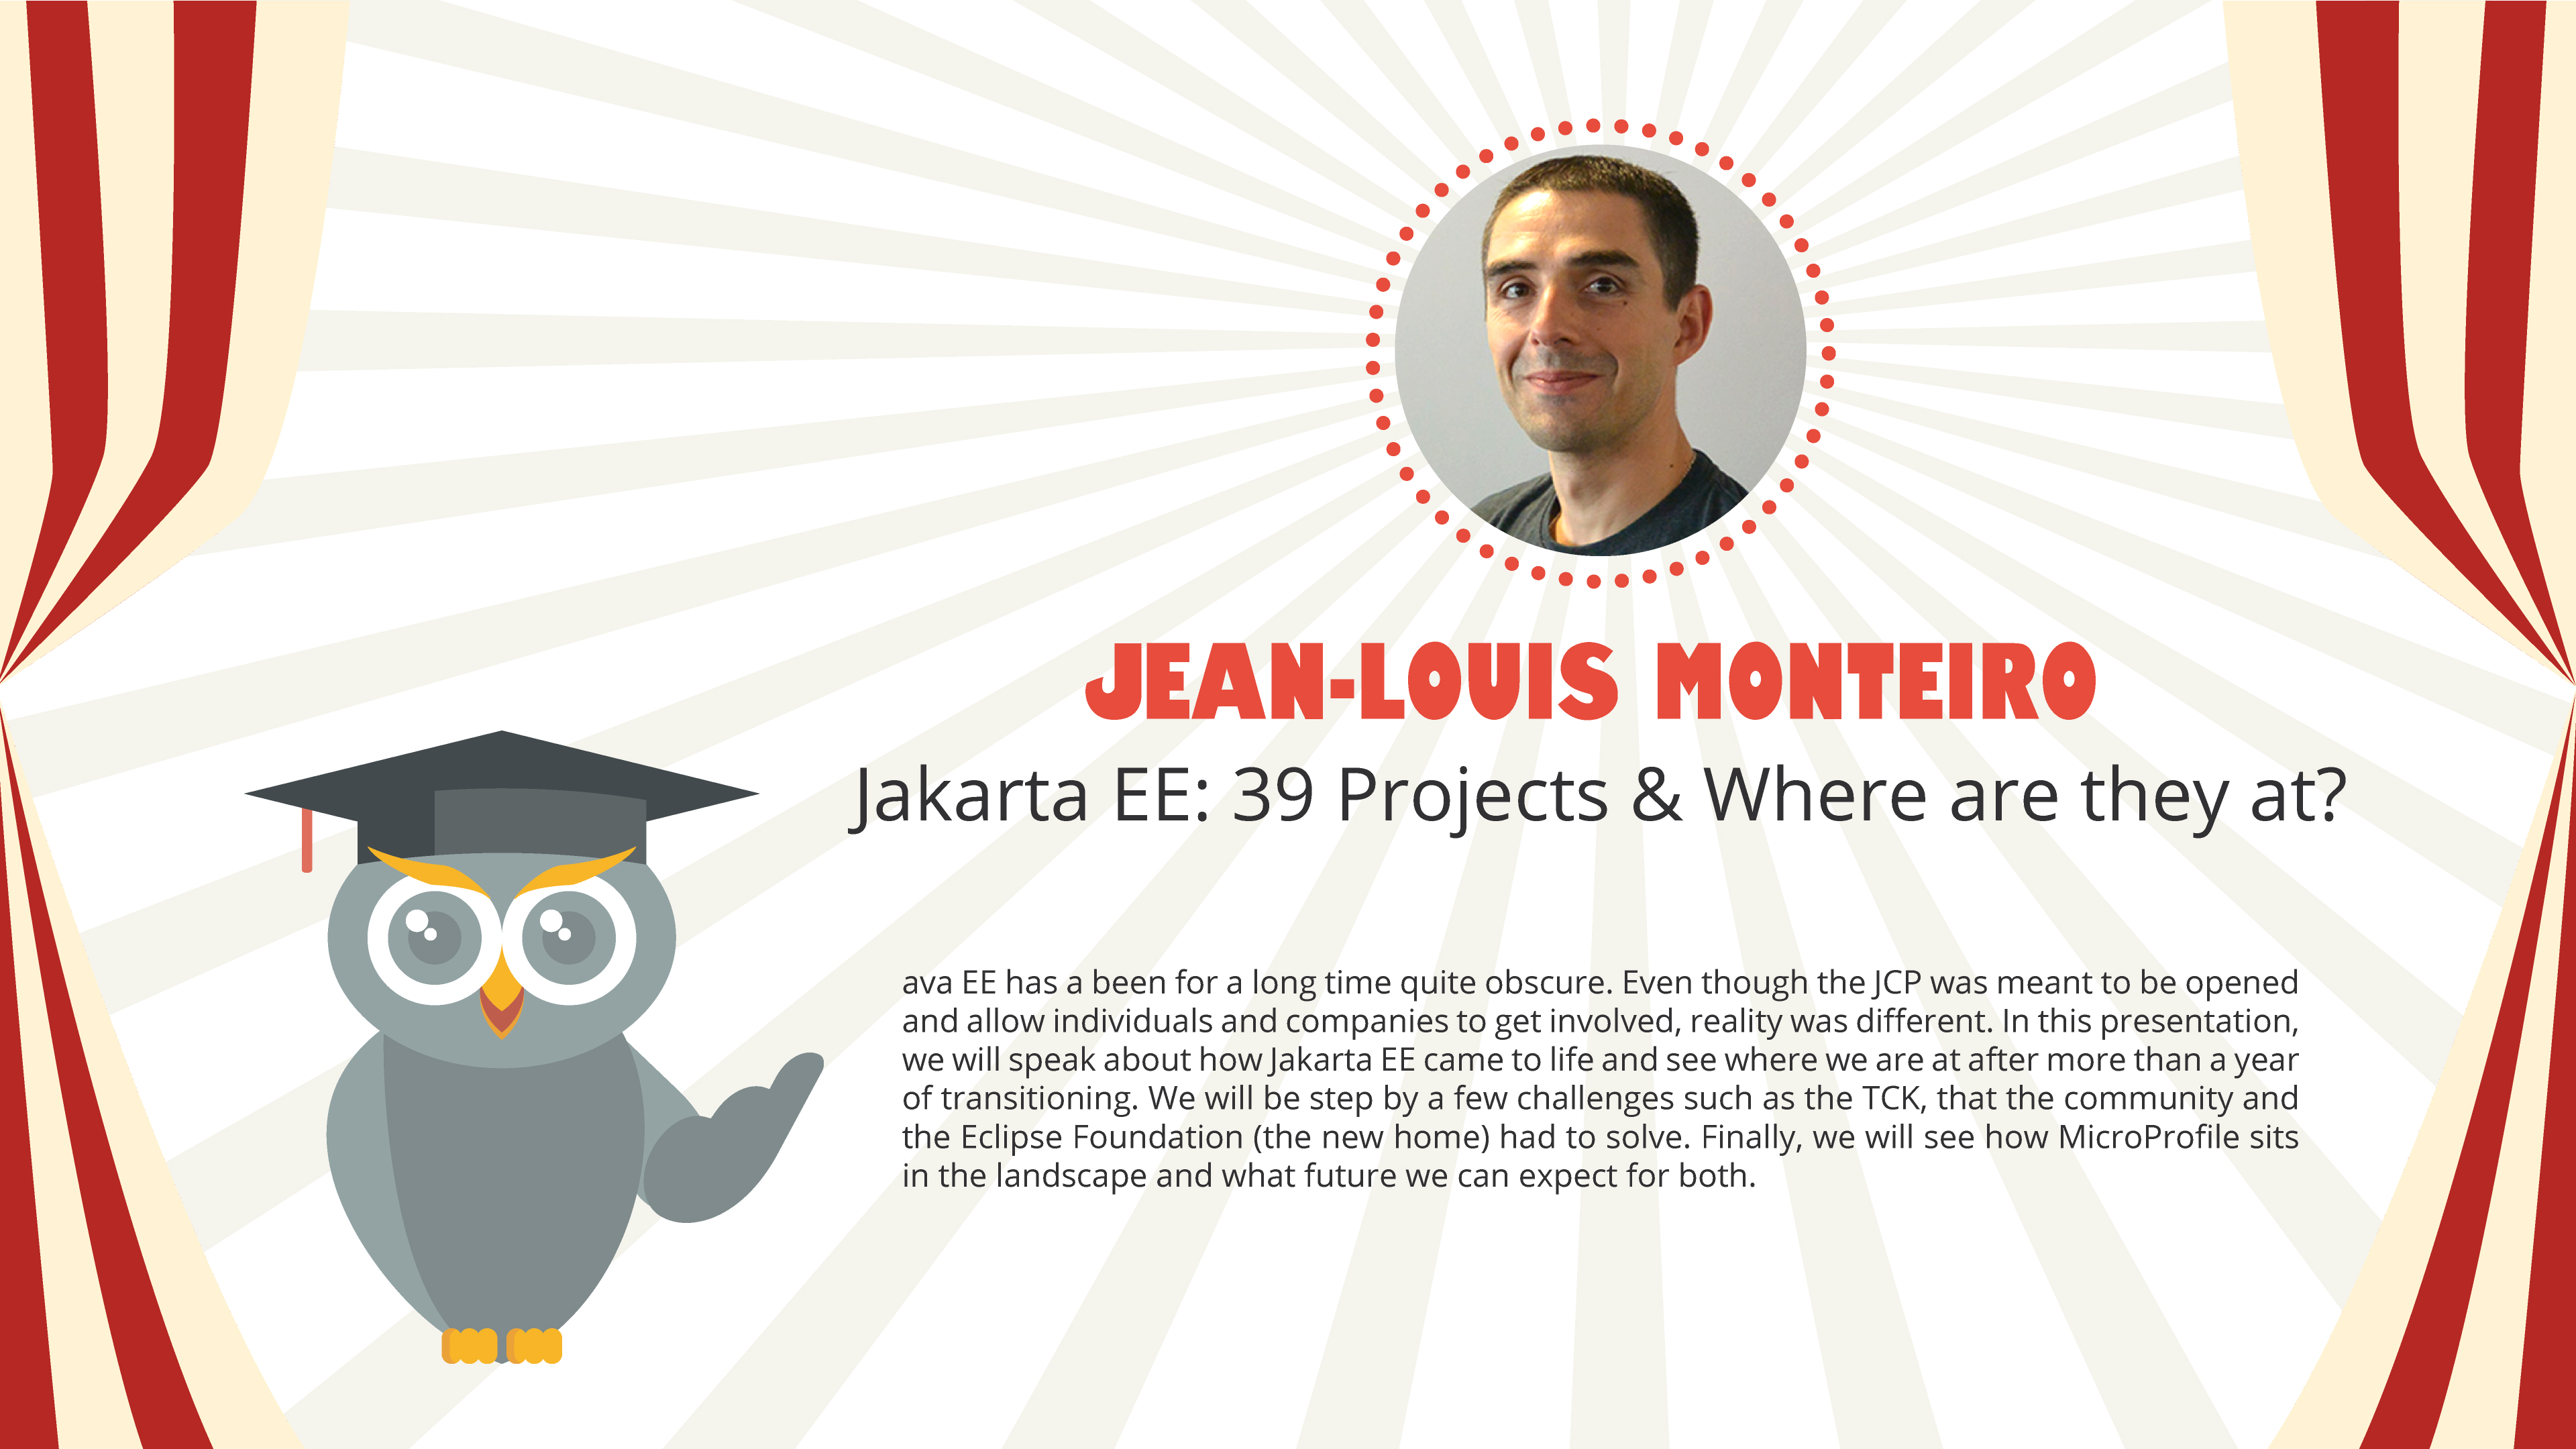 JEAN-LOUIS MONTEIRO
Jakarta EE: 39 Projects & Where are they at?
ava EE has a been for a long time quite obscure. Even though the JCP was meant to be opened
and allow individuals and companies to get involved, reality was different. In this presentation,
we will speak about how Jakarta EE came to life and see where we are at after more than a year
of transitioning. We will be step by a few challenges such as the TCK, that the community and
the Eclipse Foundation (the new home) had to solve. Finally, we will see how MicroProfile sits
in the landscape and what future we can expect for both.